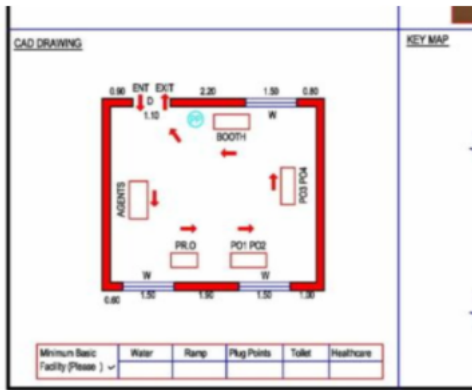 CAD DRAWING
KEY MAP
0.90 ENT EXIT 2.20 1.50 0.80
D
1.10
W
BOOTH
AGENTS
PO3 PO4
PR.O
PO1 PO2
W
W
0.60
1.50
1.90
1.50
1.00
Minimum Basic Facility (Please ) ✓
Water
Ramp
Plug Points
Toilet
Healthcare